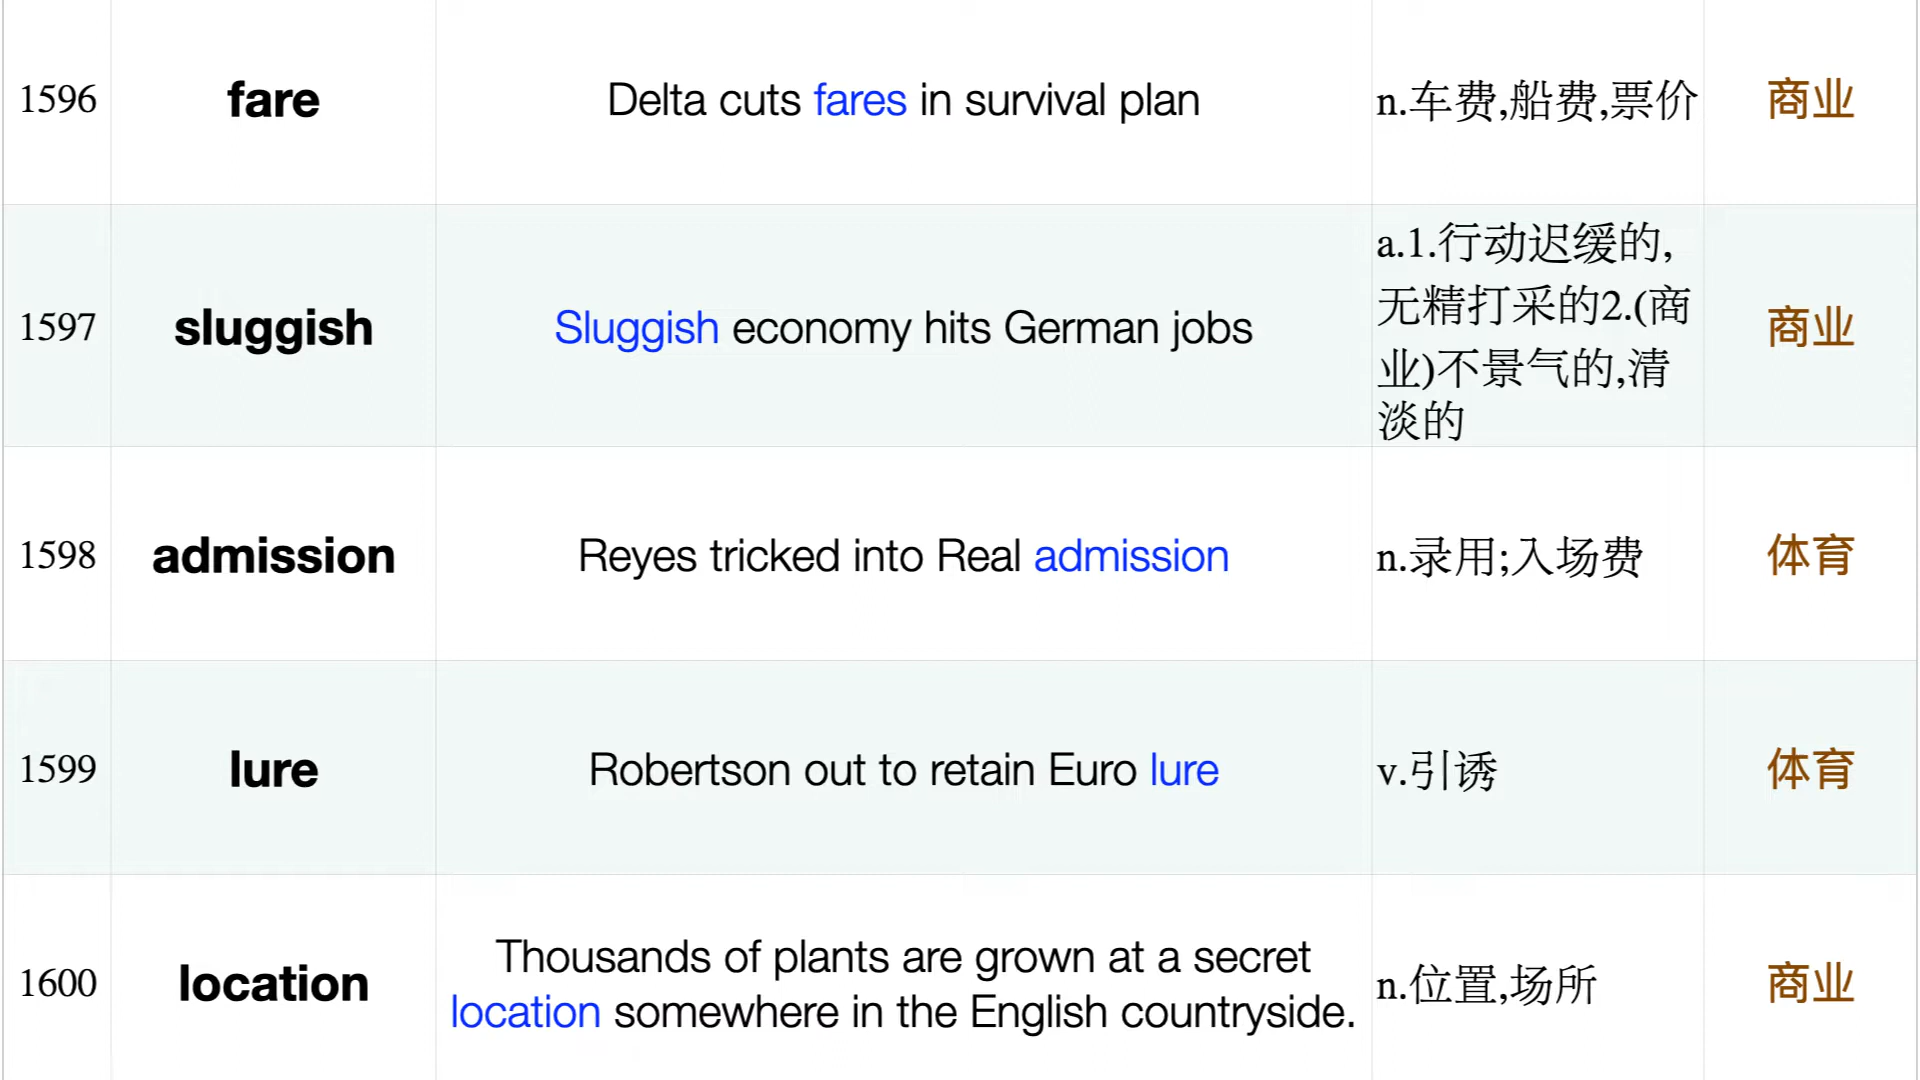 1596 fare Delta cuts fares in survival plan n.车费,船费,票价 商业
1597 sluggish Sluggish economy hits German jobs a.1.行动迟缓的,
无精打采的2.(商
业)不景气的,清
淡的 商业
1598 admission Reyes tricked into Real admission n.录用;入场费 体育
1599 lure Robertson out to retain Euro lure v.引诱 体育
1600 location Thousands of plants are grown at a secret
location somewhere in the English countryside. n.位置,场所 商业